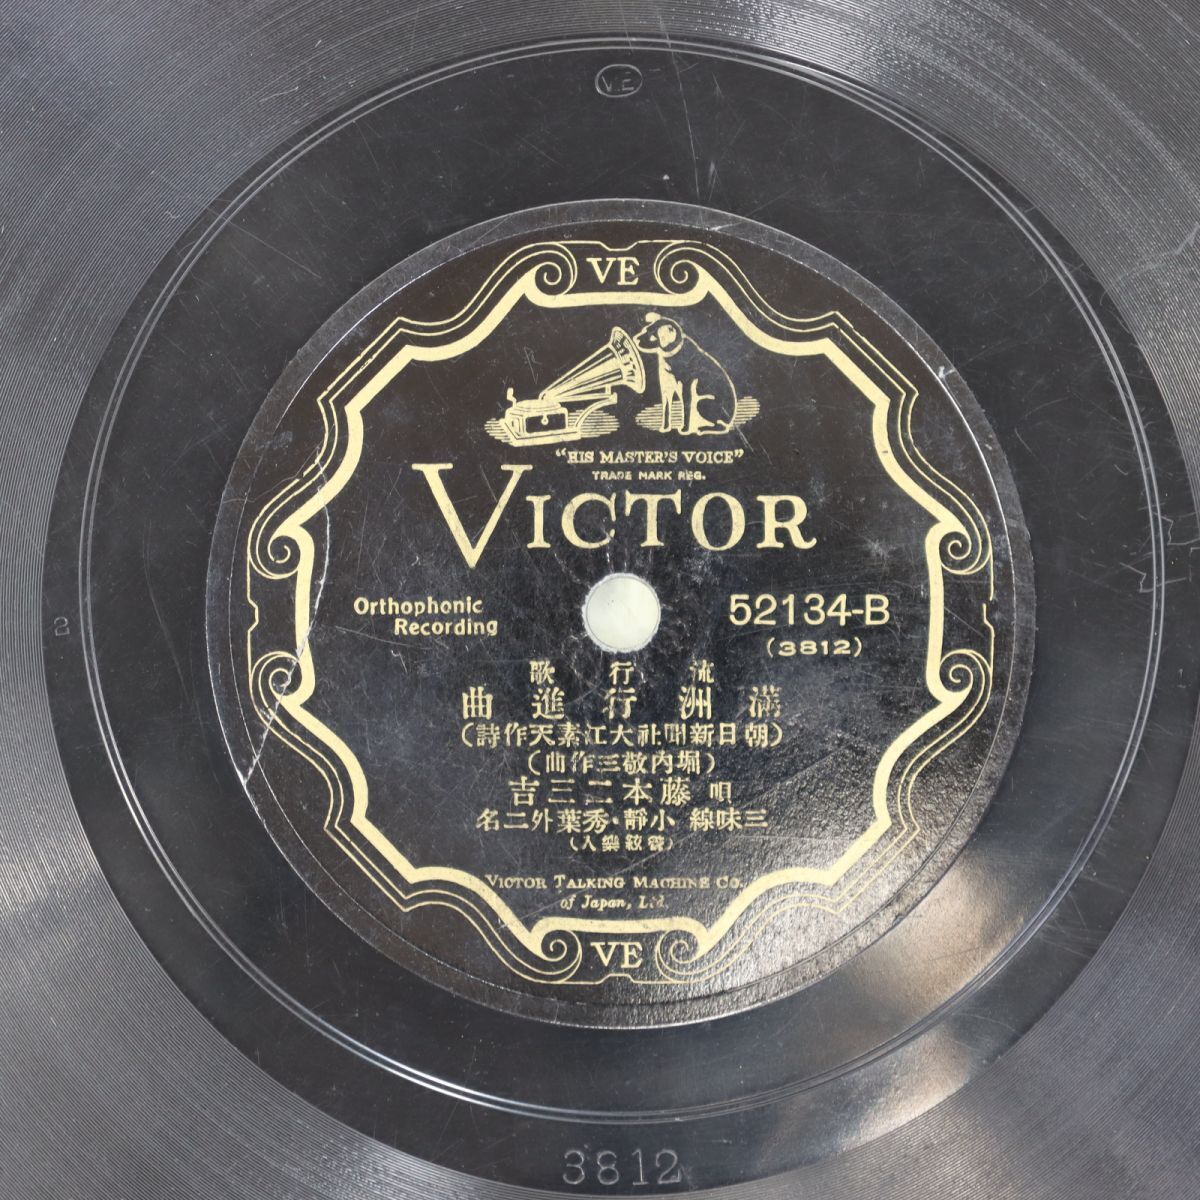 VE
VE
"HIS MASTER'S VOICE"
TRADE MARK REG.
VICTOR
Orthophonic
Recording
52134-B
(3812)
流行歌
滿洲行進曲
(朝日新聞社大江素天作詩)
(堀内敬三作曲)
唄 藤本二三吉
三味線 小靜・秀葉外二名
(管絃樂入)
VICTOR TALKING MACHINE CO.
of Japan, Ltd.
VE
2
3812